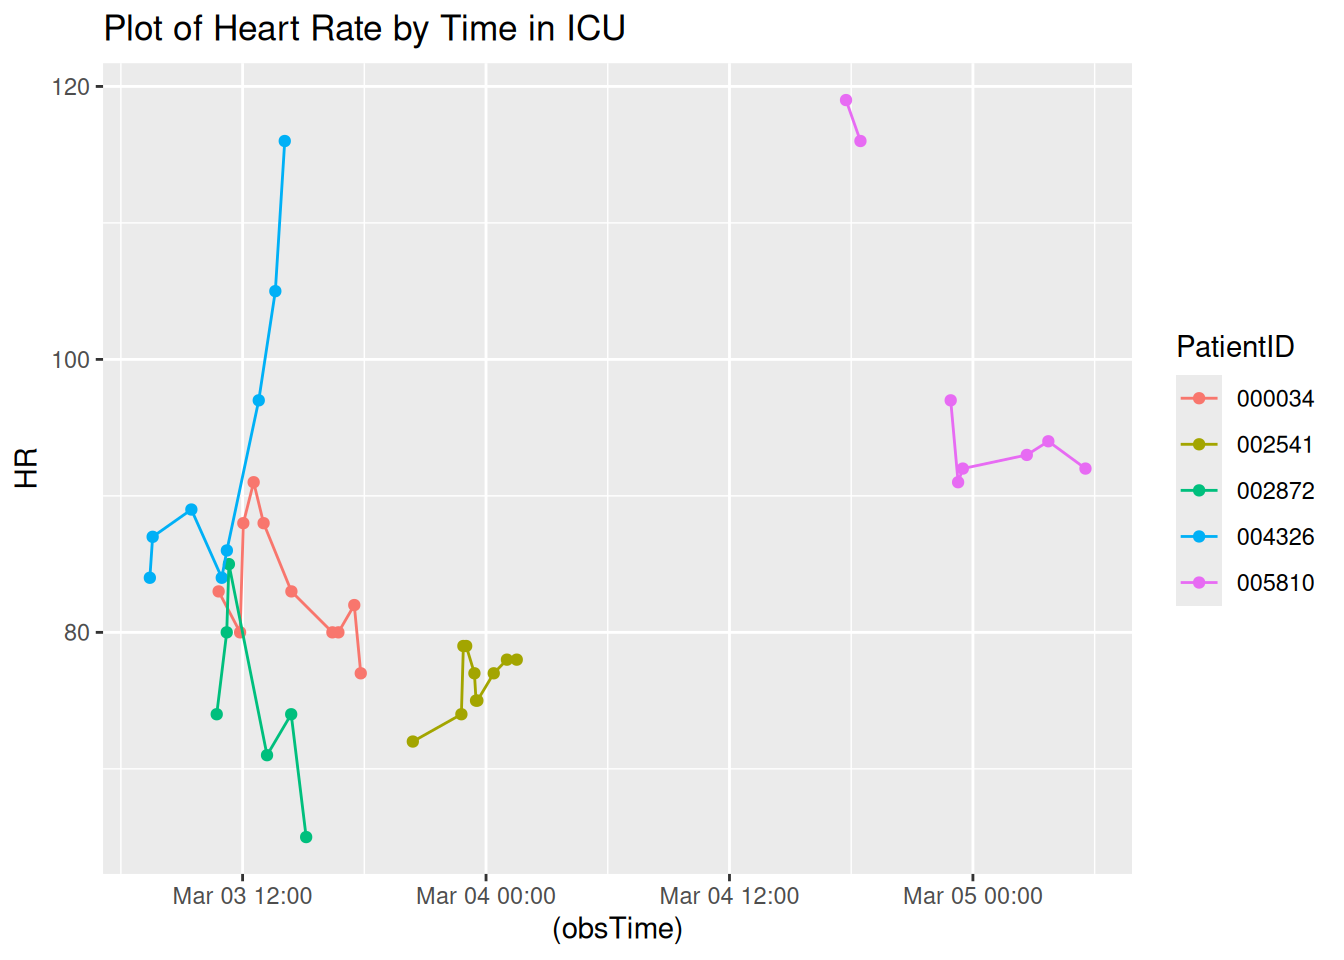 Plot of Heart Rate by Time in ICU
120
100
80
HR
Mar 03 12:00
Mar 04 00:00
Mar 04 12:00
Mar 05 00:00
(obsTime)
PatientID
000034
002541
002872
004326
005810